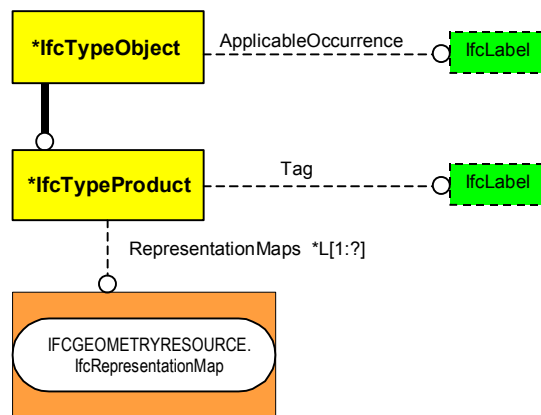 *IfcTypeObject
ApplicableOccurrence
IfcLabel
*IfcTypeProduct
Tag
IfcLabel
RepresentationMaps *L[1:?]
IFCGEOMETRYRESOURCE.
IfcRepresentationMap